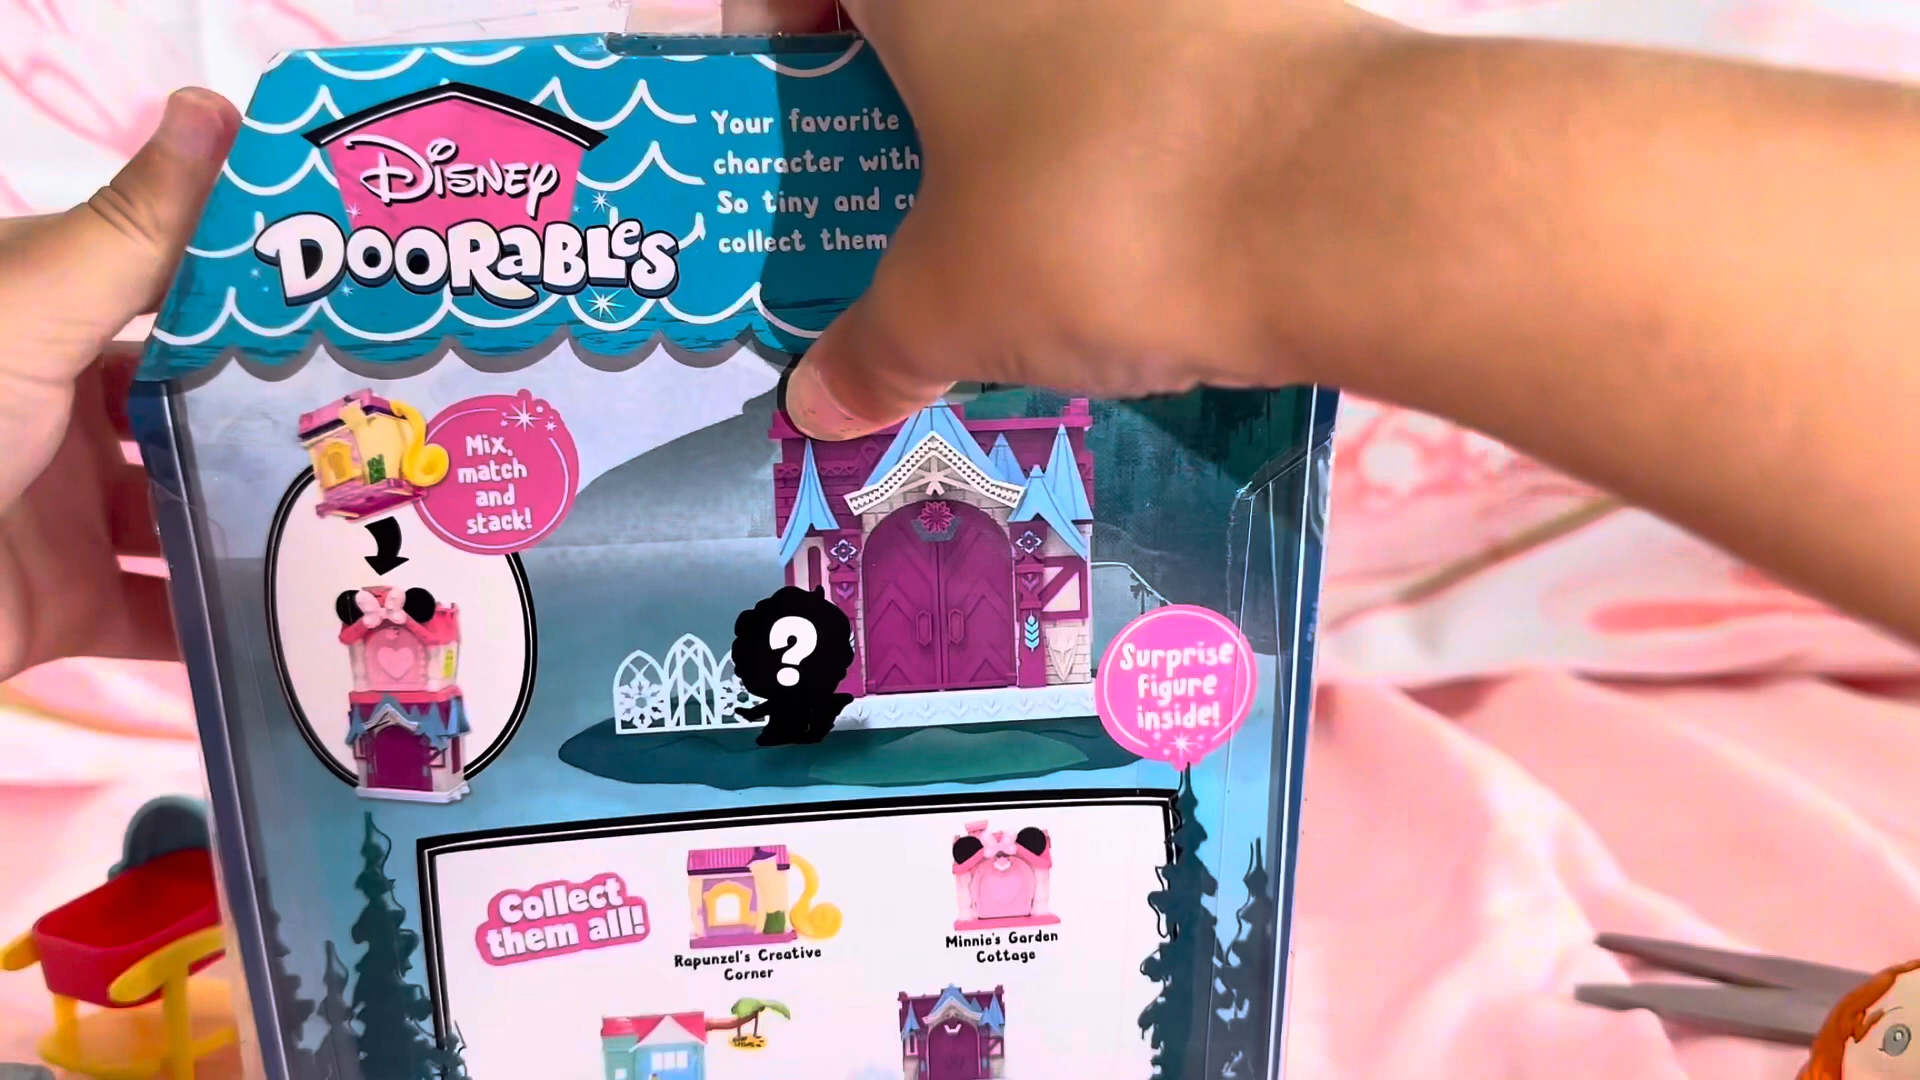 Disney
Doorables
Your favorite
character with
So tiny and
collect them
Mix,
match
and
stack!
?
Surprise
figure
inside!
Collect
them all!
Rapunzel's Creative
Corner
Minnie's Garden
Cottage